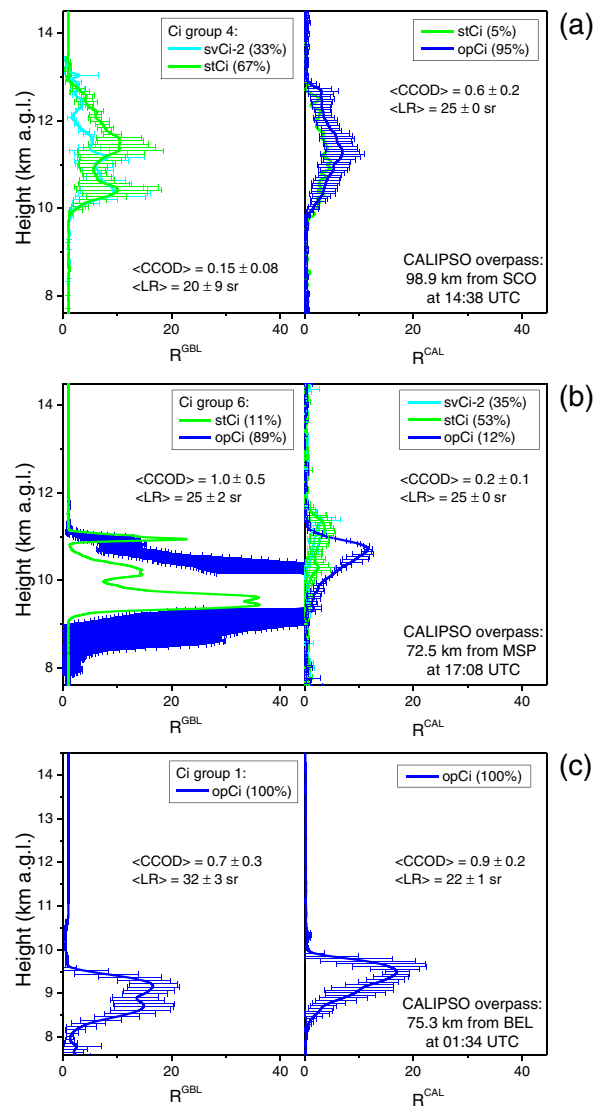 (a)
14
13
12
11
10
9
8
Height (km a.g.l.)
Ci group 4:
svCi-2 (33%)
stCi (67%)
<CCOD> = 0.15 ± 0.08
<LR> = 20 ± 9 sr
0
20
40
R^GBL
stCi (5%)
opCi (95%)
<CCOD> = 0.6 ± 0.2
<LR> = 25 ± 0 sr
CALIPSO overpass:
98.9 km from SCO
at 14:38 UTC
0
20
40
R^CAL
(b)
14
13
12
11
10
9
8
Height (km a.g.l.)
Ci group 6:
stCi (11%)
opCi (89%)
<CCOD> = 1.0 ± 0.5
<LR> = 25 ± 2 sr
0
20
40
R^GBL
svCi-2 (35%)
stCi (53%)
opCi (12%)
<CCOD> = 0.2 ± 0.1
<LR> = 25 ± 0 sr
CALIPSO overpass:
72.5 km from MSP
at 17:08 UTC
0
20
40
R^CAL
(c)
14
13
12
11
10
9
8
Height (km a.g.l.)
Ci group 1:
opCi (100%)
<CCOD> = 0.7 ± 0.3
<LR> = 32 ± 3 sr
0
20
40
R^GBL
opCi (100%)
<CCOD> = 0.9 ± 0.2
<LR> = 22 ± 1 sr
CALIPSO overpass:
75.3 km from BEL
at 01:34 UTC
0
20
40
R^CAL